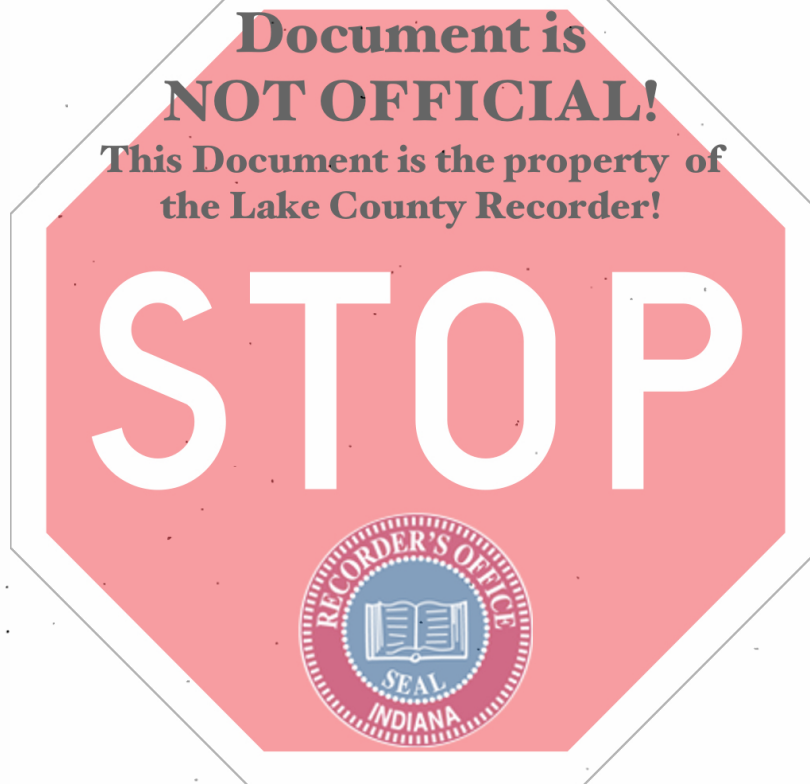 Document is
NOT OFFICIAL!
This Document is the property of
the Lake County Recorder!
STOP
RECORDER'S OFFICE
SEAL
INDIANA